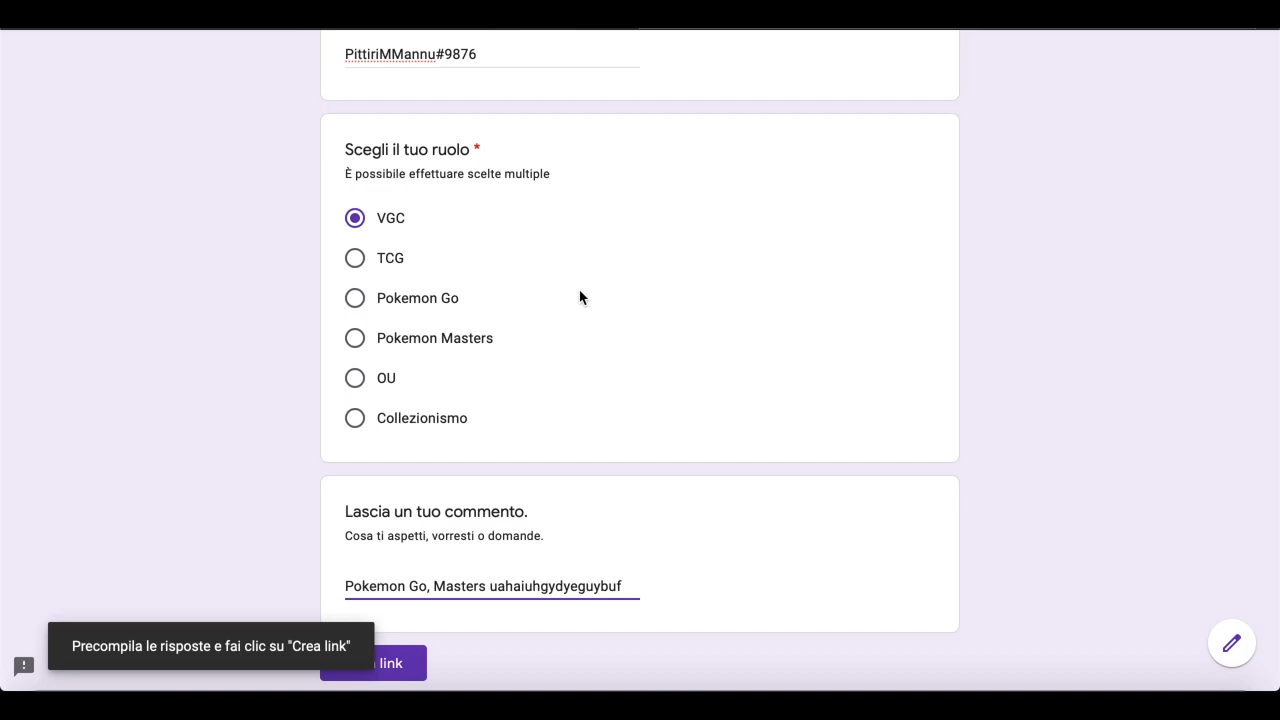 PittiriMMannu#9876
Scegli il tuo ruolo *
È possibile effettuare scelte multiple
VGC
TCG
Pokemon Go
Pokemon Masters
OU
Collezionismo
Lascia un tuo commento.
Cosa ti aspetti, vorresti o domande.
Pokemon Go, Masters uahaiuhgydyeguybuf
Precompila le risposte e fai clic su "Crea link"
link